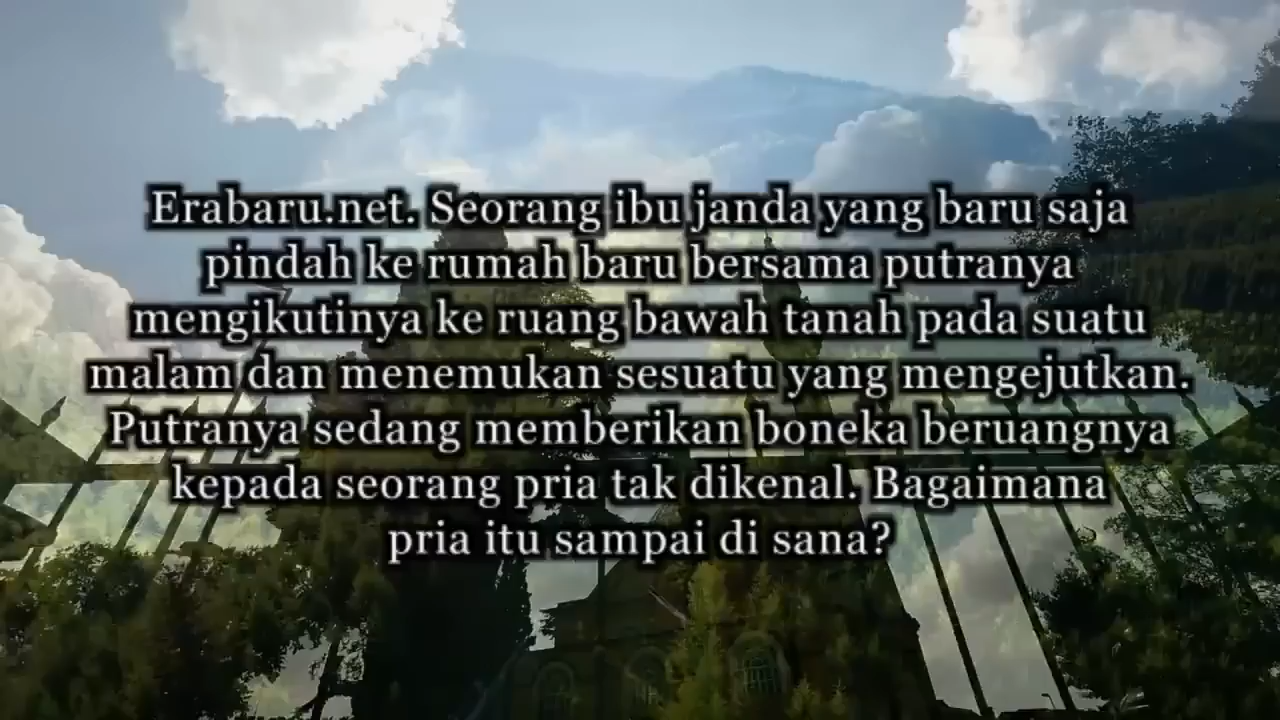 Erabaru.net. Seorang ibu janda yang baru saja
pindah ke rumah baru bersama putranya
mengikutinya ke ruang bawah tanah pada suatu
malam dan menemukan sesuatu yang mengejutkan.
Putranya sedang memberikan boneka beruangnya
kepada seorang pria tak dikenal. Bagaimana
pria itu sampai di sana?